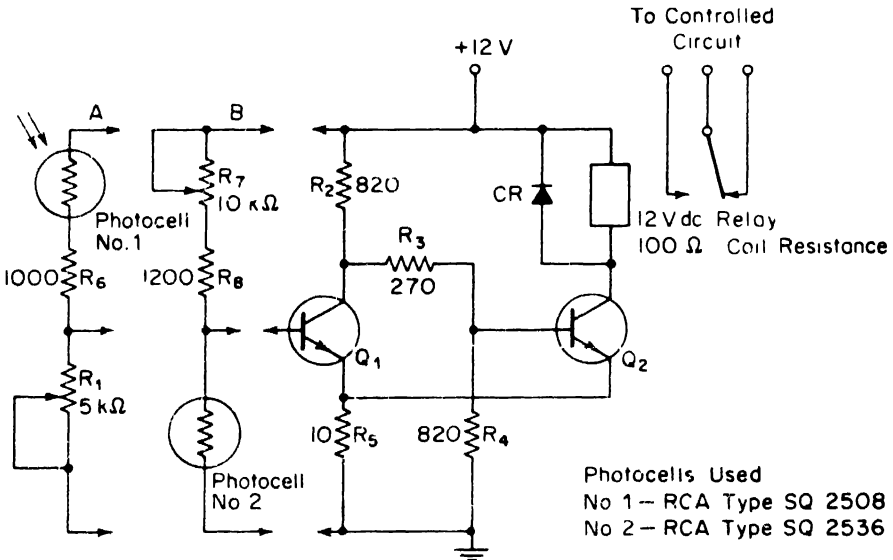 To Controlled
Circuit
+12 V
A
B
R7
10 kΩ
R2 820
CR
Photocell
No. 1
12 V dc Relay
100 Ω Coil Resistance
R3
270
1000 R6
1200 R8
Q1
Q2
R1
5 kΩ
10 R5
820 R4
Photocell
No 2
Photocells Used
No 1 – RCA Type SQ 2508
No 2 – RCA Type SQ 2536